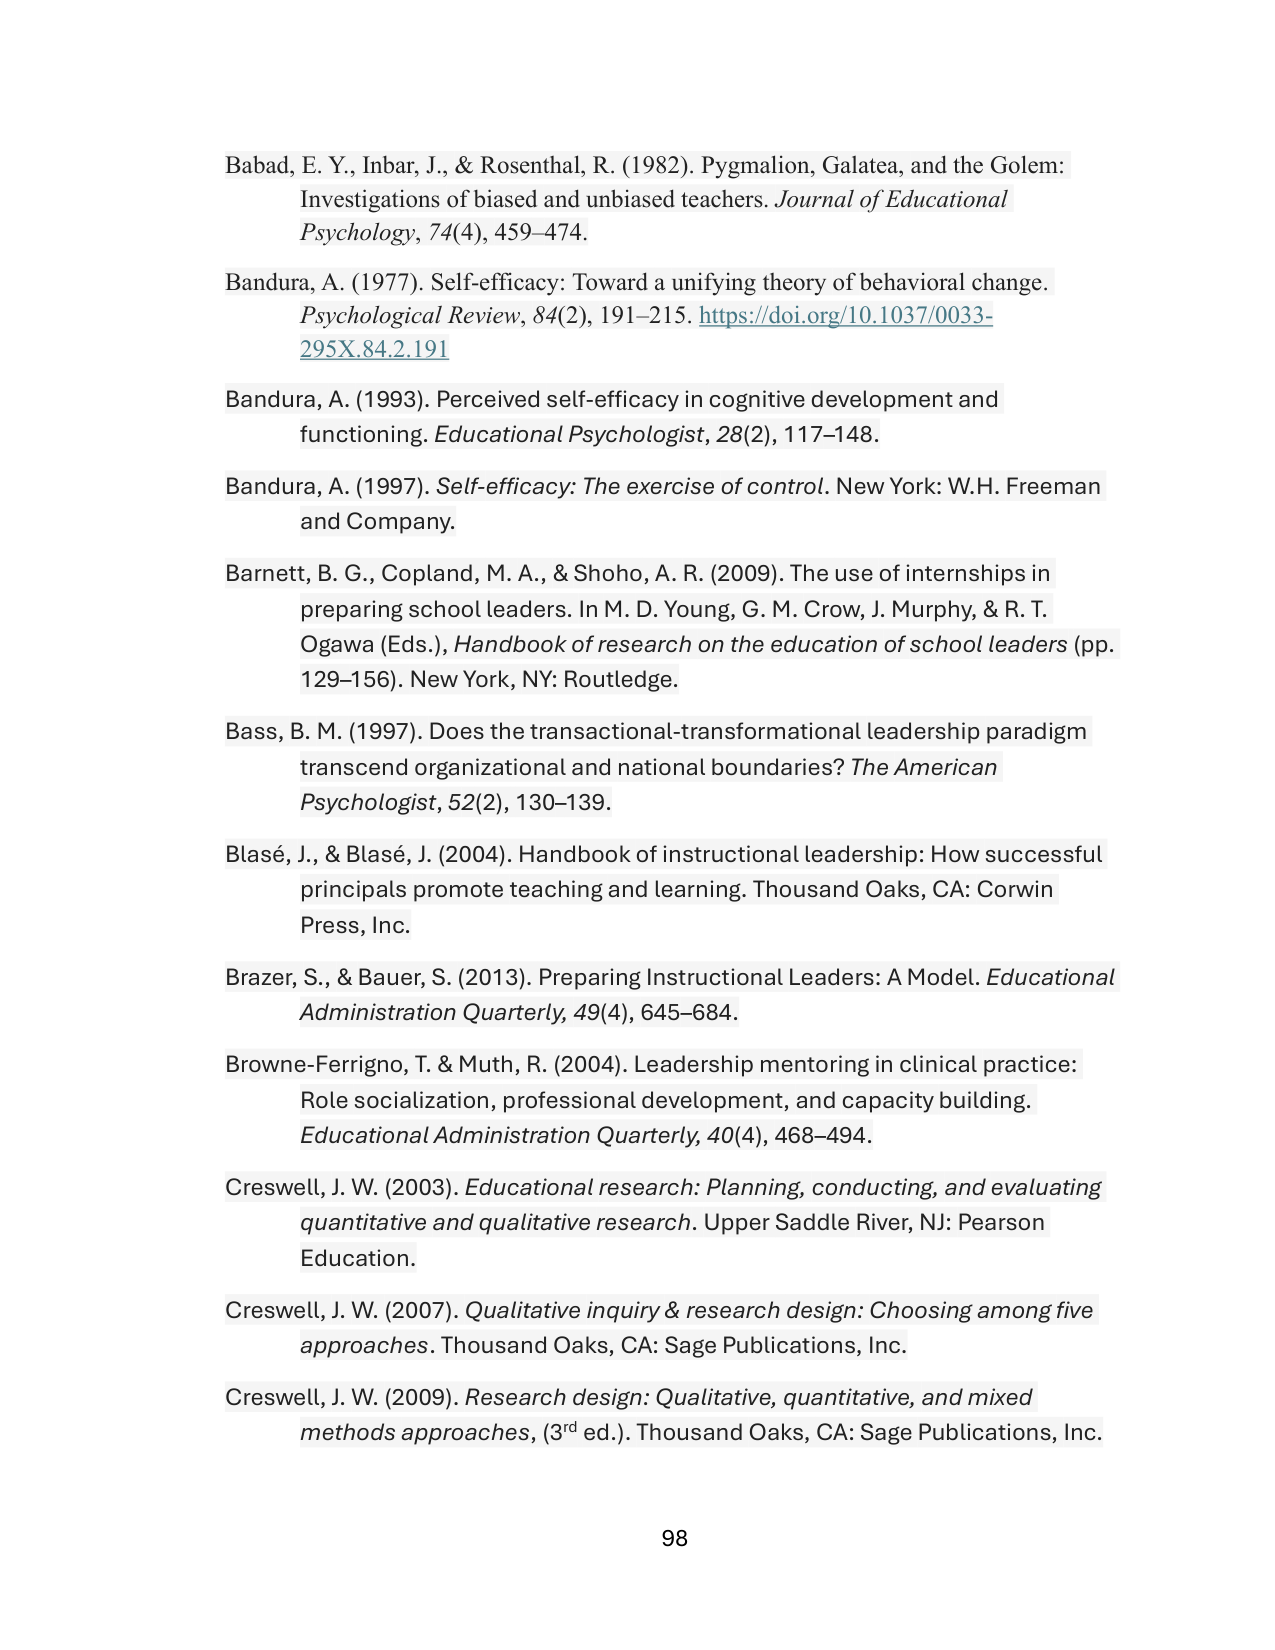 Babad, E. Y., Inbar, J., & Rosenthal, R. (1982). Pygmalion, Galatea, and the Golem:
Investigations of biased and unbiased teachers. Journal of Educational
Psychology, 74(4), 459–474.
Bandura, A. (1977). Self-efficacy: Toward a unifying theory of behavioral change.
Psychological Review, 84(2), 191–215. https://doi.org/10.1037/0033-
295X.84.2.191
Bandura, A. (1993). Perceived self-efficacy in cognitive development and
functioning. Educational Psychologist, 28(2), 117–148.
Bandura, A. (1997). Self-efficacy: The exercise of control. New York: W.H. Freeman
and Company.
Barnett, B. G., Copland, M. A., & Shoho, A. R. (2009). The use of internships in
preparing school leaders. In M. D. Young, G. M. Crow, J. Murphy, & R. T.
Ogawa (Eds.), Handbook of research on the education of school leaders (pp.
129–156). New York, NY: Routledge.
Bass, B. M. (1997). Does the transactional-transformational leadership paradigm
transcend organizational and national boundaries? The American
Psychologist, 52(2), 130–139.
Blasé, J., & Blasé, J. (2004). Handbook of instructional leadership: How successful
principals promote teaching and learning. Thousand Oaks, CA: Corwin
Press, Inc.
Brazer, S., & Bauer, S. (2013). Preparing Instructional Leaders: A Model. Educational
Administration Quarterly, 49(4), 645–684.
Browne-Ferrigno, T. & Muth, R. (2004). Leadership mentoring in clinical practice:
Role socialization, professional development, and capacity building.
Educational Administration Quarterly, 40(4), 468–494.
Creswell, J. W. (2003). Educational research: Planning, conducting, and evaluating
quantitative and qualitative research. Upper Saddle River, NJ: Pearson
Education.
Creswell, J. W. (2007). Qualitative inquiry & research design: Choosing among five
approaches. Thousand Oaks, CA: Sage Publications, Inc.
Creswell, J. W. (2009). Research design: Qualitative, quantitative, and mixed
methods approaches, (3rd ed.). Thousand Oaks, CA: Sage Publications, Inc.
98